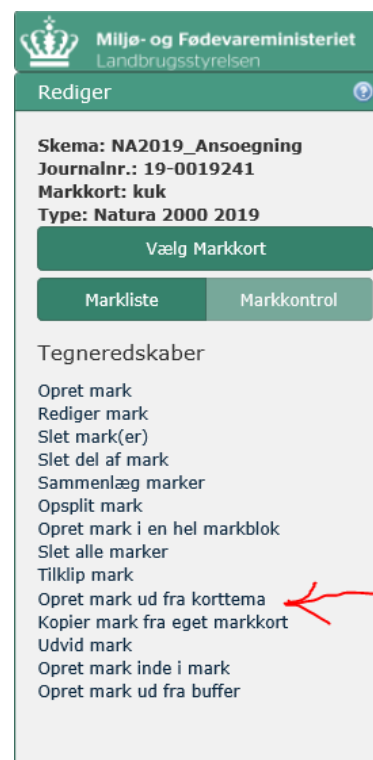 Miljø- og Fødevareministeriet
Landbrugsstyrelsen
Rediger
Skema: NA2019_Ansoegning
Journalnr.: 19-0019241
Markkort: kuk
Type: Natura 2000 2019
Vælg Markkort
Markliste Markkontrol
Tegneredskaber
Opret mark
Rediger mark
Slet mark(er)
Slet del af mark
Sammenlæg marker
Opsplit mark
Opret mark i en hel markblok
Slet alle marker
Tilklip mark
Opret mark ud fra korttema
Kopier mark fra eget markkort
Udvid mark
Opret mark inde i mark
Opret mark ud fra buffer